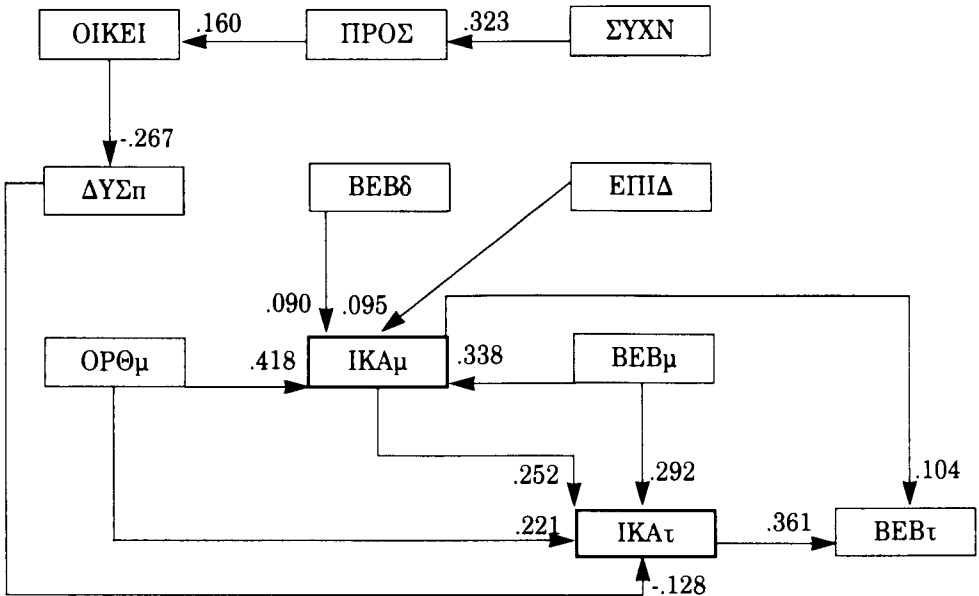 ΟΙΚΕΙ .160 ΠΡΟΣ .323 ΣΥΧΝ
-.267
ΔΥΣπ ΒΕΒδ ΕΠΙΔ
.090 .095
ΟΡΘμ .418 ΙΚΑμ .338 ΒΕΒμ
.252 .292 .104
.221 ΙΚΑτ .361 ΒΕΒτ
-.128